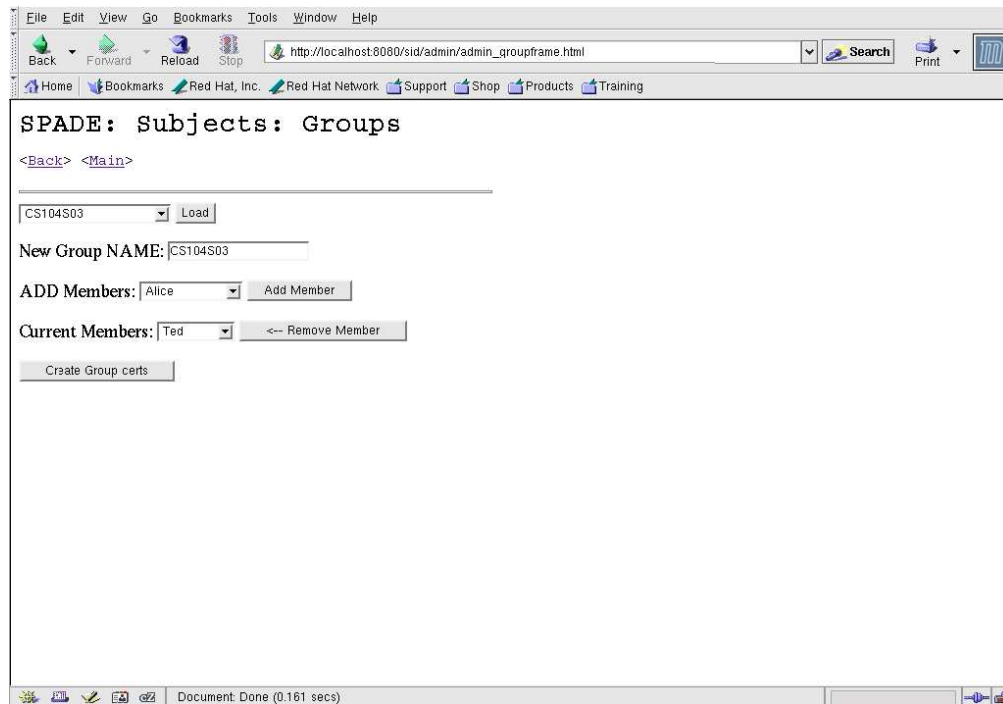 File Edit View Go Bookmarks Tools Window Help
Back Forward Reload Stop http://localhost:8080/sid/admin/admin_groupframe.html Search Print
Home Bookmarks Red Hat, Inc. Red Hat Network Support Shop Products Training
SPADE: Subjects: Groups
<Back> <Main>
CS104S03 Load
New Group NAME: CS104S03
ADD Members: Alice Add Member
Current Members: Ted <-- Remove Member
Create Group certs
Document: Done (0.161 secs)